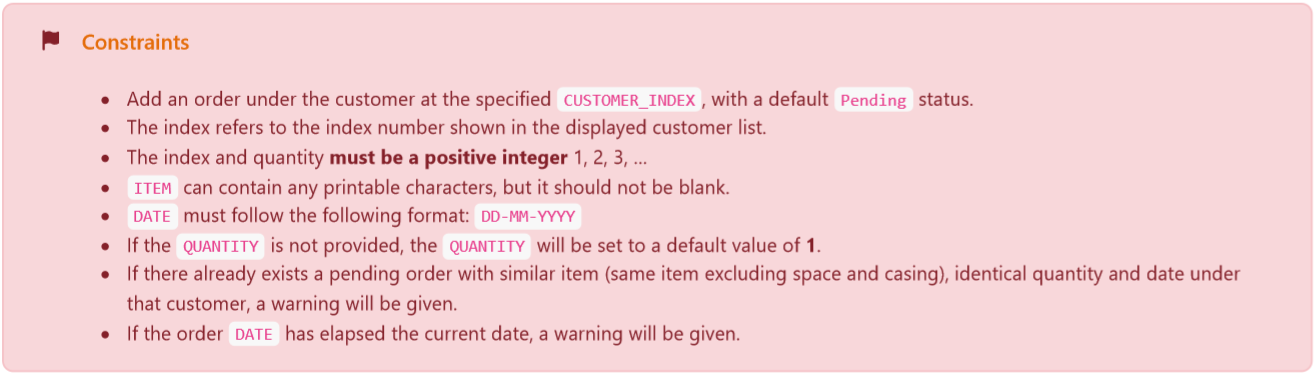 Constraints
• Add an order under the customer at the specified CUSTOMER_INDEX, with a default Pending status.
• The index refers to the index number shown in the displayed customer list.
• The index and quantity must be a positive integer 1, 2, 3, ...
• ITEM can contain any printable characters, but it should not be blank.
• DATE must follow the following format: DD-MM-YYYY
• If the QUANTITY is not provided, the QUANTITY will be set to a default value of 1.
• If there already exists a pending order with similar item (same item excluding space and casing), identical quantity and date under
that customer, a warning will be given.
• If the order DATE has elapsed the current date, a warning will be given.